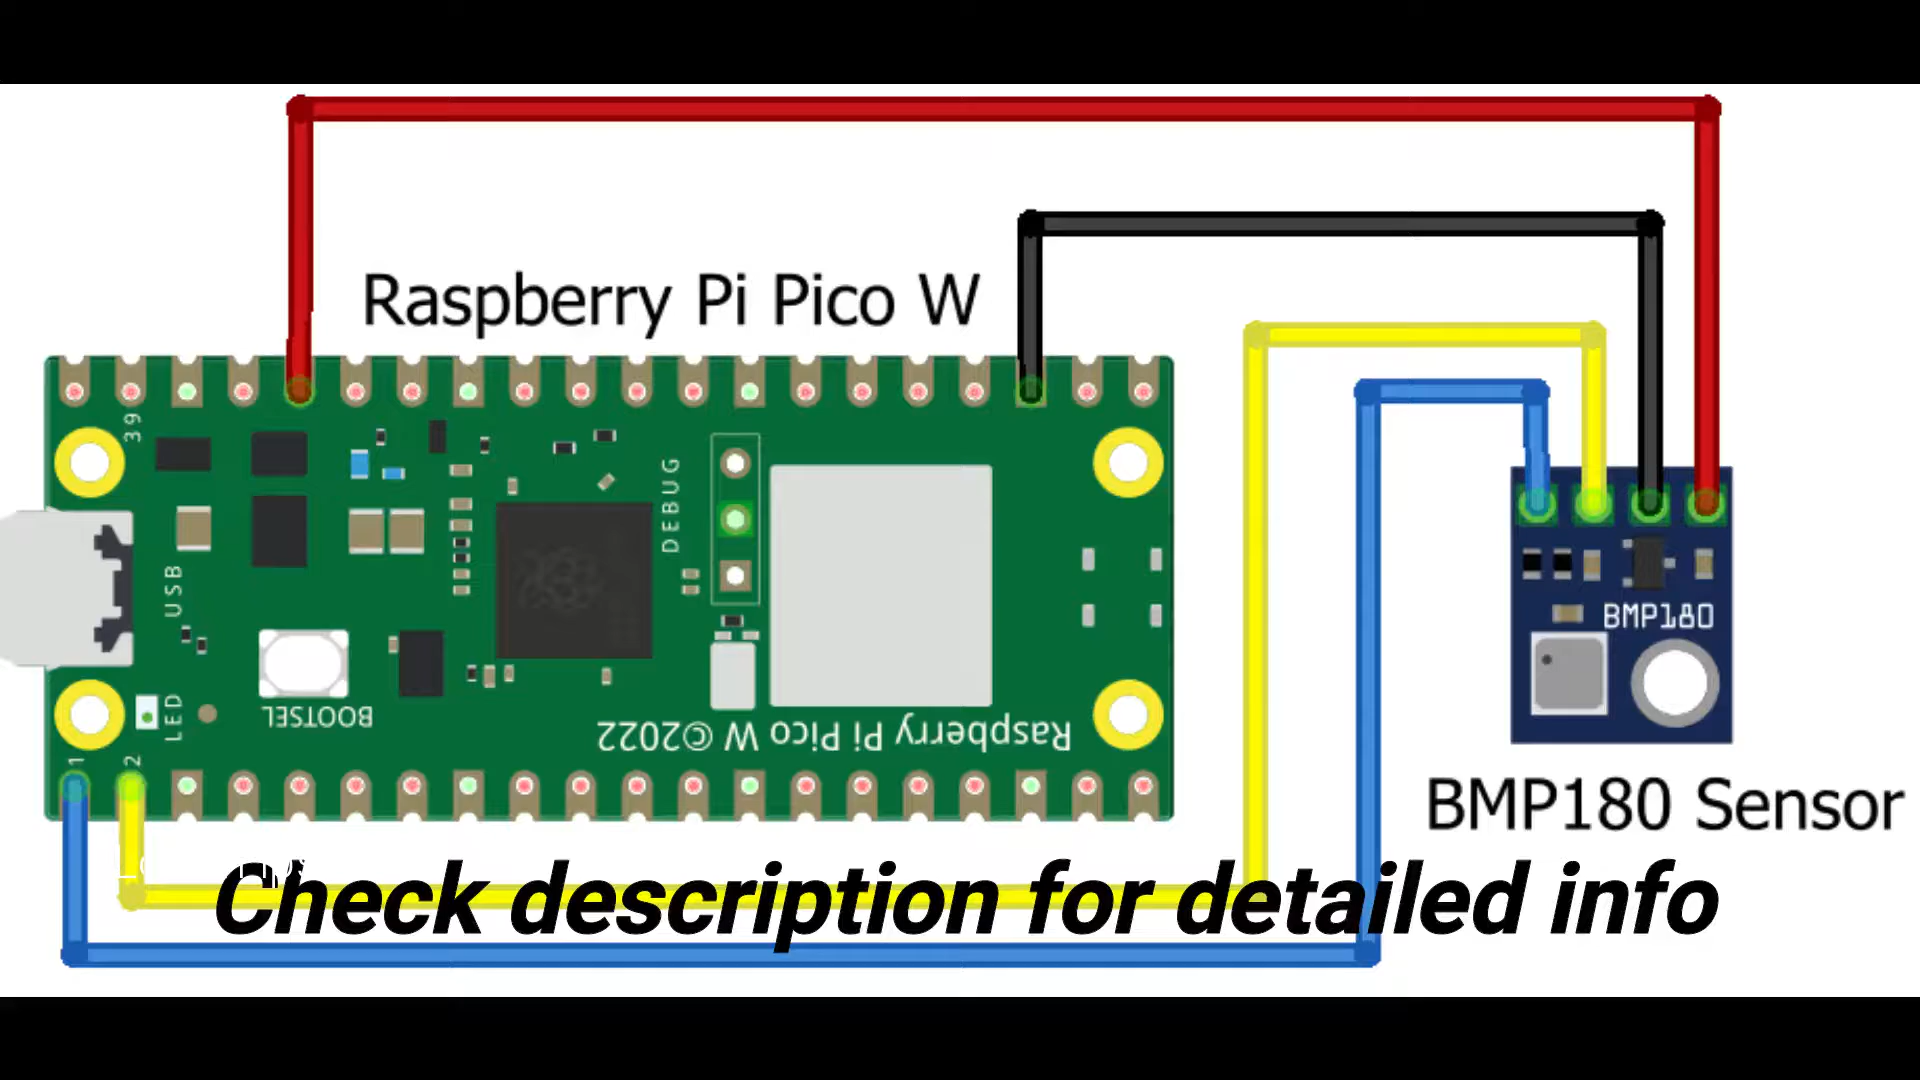 Raspberry Pi Pico W
39
DEBUG
USB
BMP180
LED
BOOTSEL
Raspberry Pi Pico W ©2022
1
2
BMP180 Sensor
Check description for detailed info